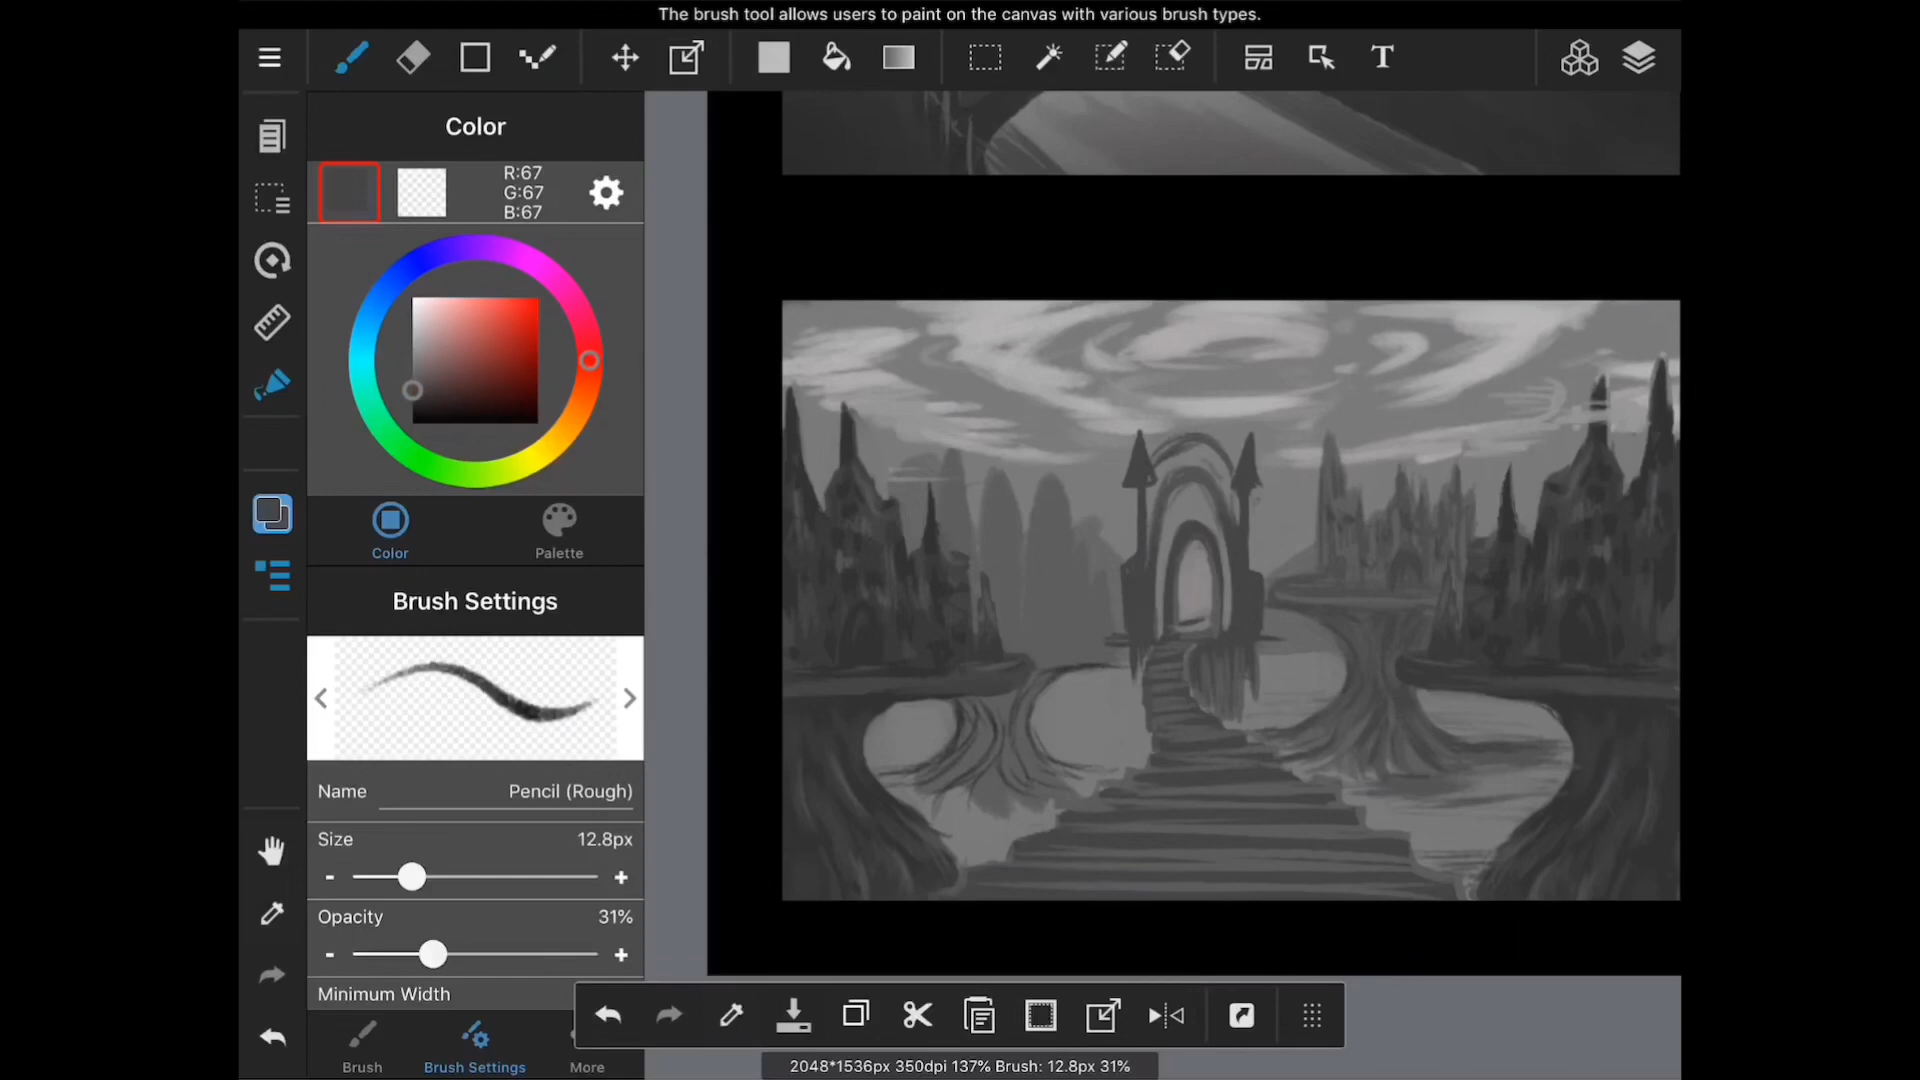 The brush tool allows users to paint on the canvas with various brush types.
T
Color
R:67
G:67
B:67
Color
Palette
Brush Settings
Name
Pencil (Rough)
Size
12.8px
-
+
Opacity
31%
-
+
Minimum Width
Brush
Brush Settings
More
2048*1536px 350dpi 137% Brush: 12.8px 31%